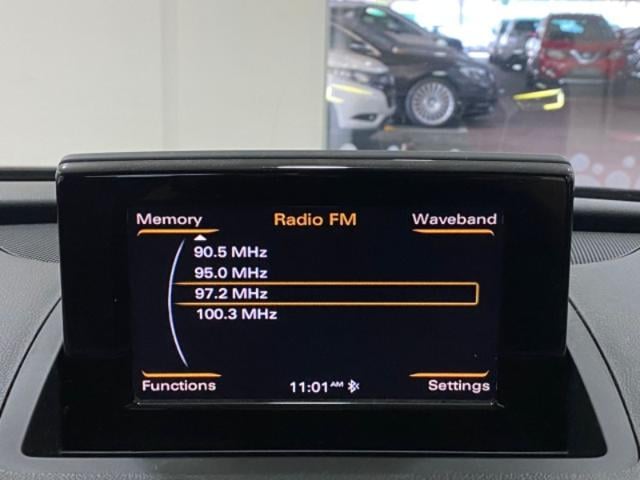 Memory Radio FM Waveband
90.5 MHz
95.0 MHz
97.2 MHz
100.3 MHz
Functions 11:01 AM Settings